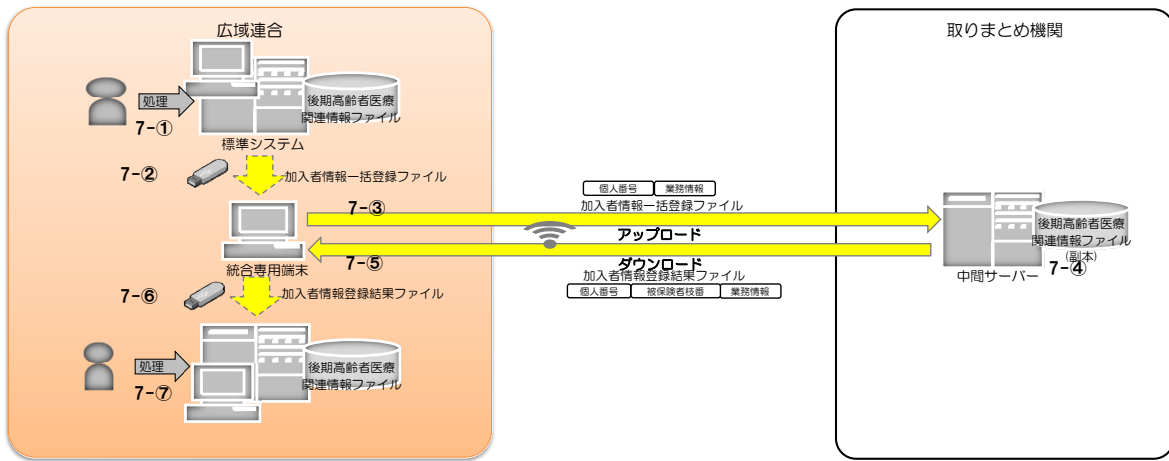 広域連合
処理
7-①
後期高齢者医療
関連情報ファイル
標準システム
7-②
加入者情報一括登録ファイル
7-③
統合専用端末
7-⑤
7-⑥
加入者情報登録結果ファイル
処理
7-⑦
後期高齢者医療
関連情報ファイル
個人番号 業務情報
加入者情報一括登録ファイル
アップロード
ダウンロード
加入者情報登録結果ファイル
個人番号 被保険者枝番 業務情報
取りまとめ機関
後期高齢者医療
関連情報ファイル
(副本)
7-④
中間サーバー